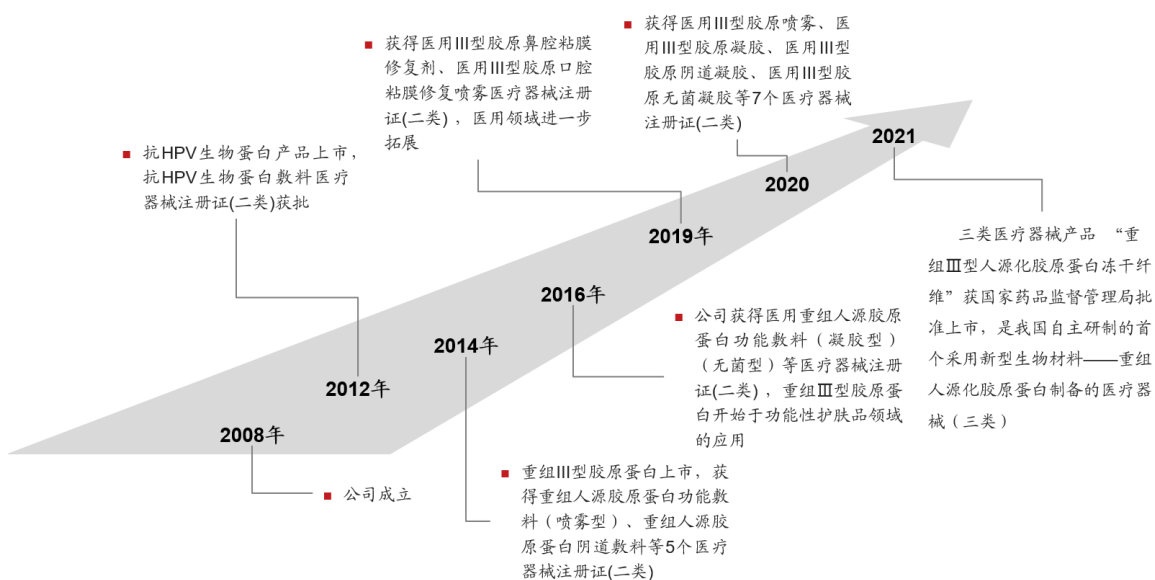 获得医用III型胶原鼻腔粘膜
修复剂、医用III型胶原口腔
粘膜修复喷雾医疗器械注册
证(二类)，医用领域进一步
拓展
获得医用III型胶原喷雾、医
用III型胶原凝胶、医用III型
胶原阴道凝胶、医用III型胶
原无菌凝胶等7个医疗器械
注册证(二类)
抗HPV生物蛋白产品上市，
抗HPV生物蛋白敷料医疗
器械注册证(二类)获批
2021
2020
2019年
2016年
2014年
2012年
2008年
三类医疗器械产品 “重
组Ⅲ型人源化胶原蛋白冻干纤
维”获国家药品监督管理局批
准上市，是我国自主研制的首
个采用新型生物材料——重组
人源化胶原蛋白制备的医疗器
械（三类）
公司获得医用重组人源胶原
蛋白功能敷料（凝胶型）
（无菌型）等医疗器械注册
证(二类)，重组Ⅲ型胶原蛋
白开始于功能性护肤品领域
的应用
公司成立
重组III型胶原蛋白上市，获
得重组人源胶原蛋白功能敷
料（喷雾型）、重组人源胶
原蛋白阴道敷料等5个医疗
器械注册证(二类)